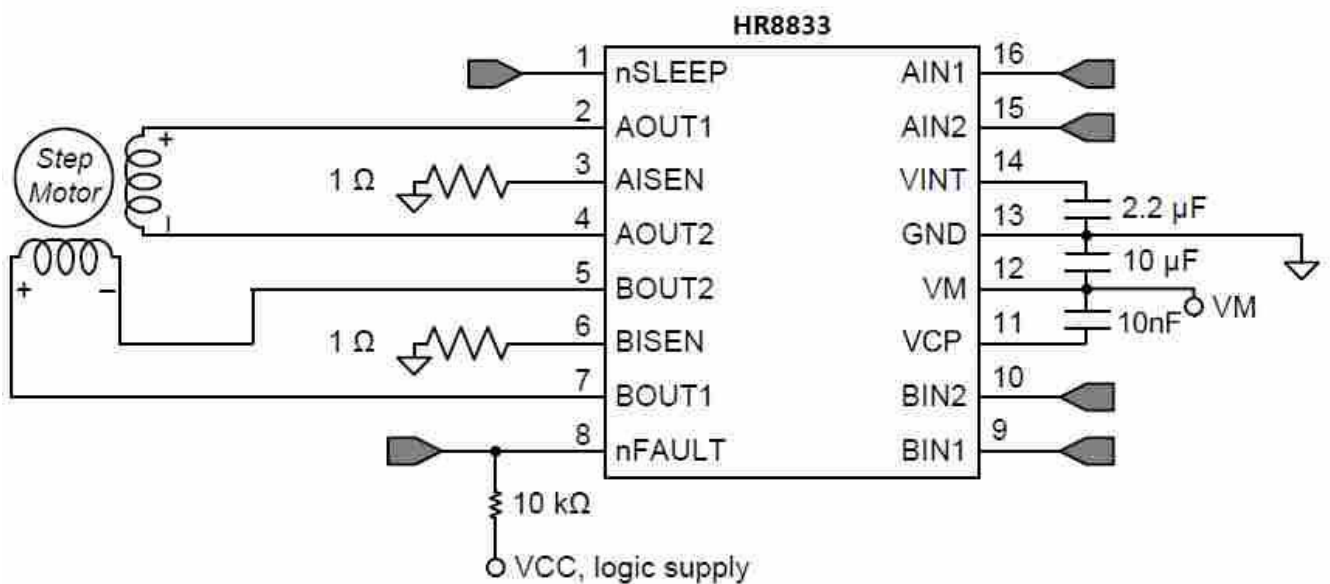 HR8833
1 nSLEEP AIN1 16
2 AOUT1 AIN2 15
Step
Motor
+
−
1 Ω 3 AISEN VINT 14
2.2 µF
4 AOUT2 GND 13
10 µF
+ −
5 BOUT2 VM 12
VM
10nF
1 Ω 6 BISEN VCP 11
7 BOUT1 BIN2 10
8 nFAULT BIN1 9
10 kΩ
VCC, logic supply